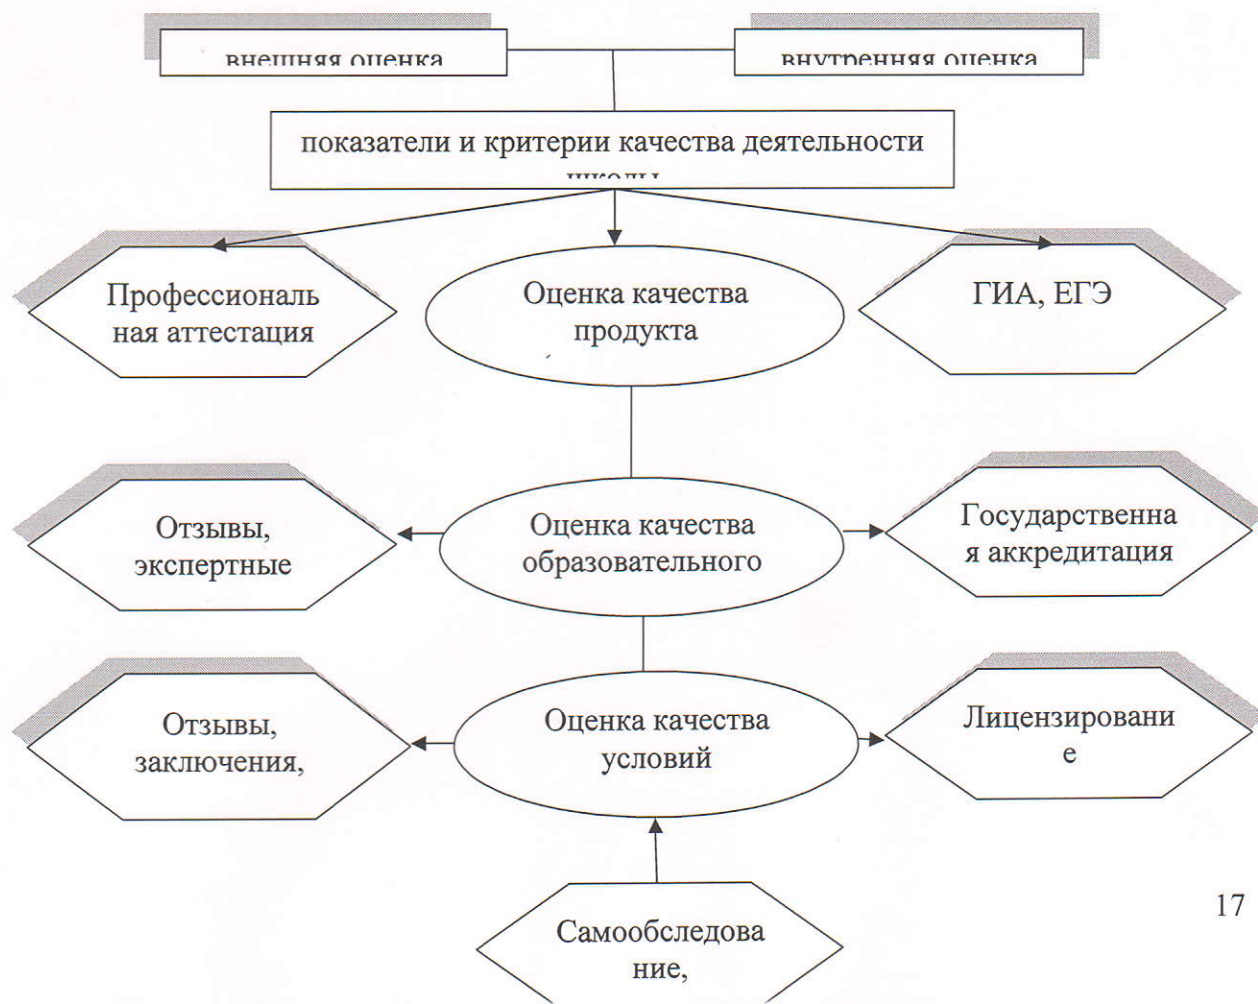 внешняя оценка
внутренняя оценка
показатели и критерии качества деятельности
школы
Профессиональ
ная аттестация
Оценка качества
продукта
ГИА, ЕГЭ
Отзывы,
экспертные
Оценка качества
образовательного
Государственна
я аккредитация
Отзывы,
заключения,
Оценка качества
условий
Лицензировани
е
17
Самообследова
ние,